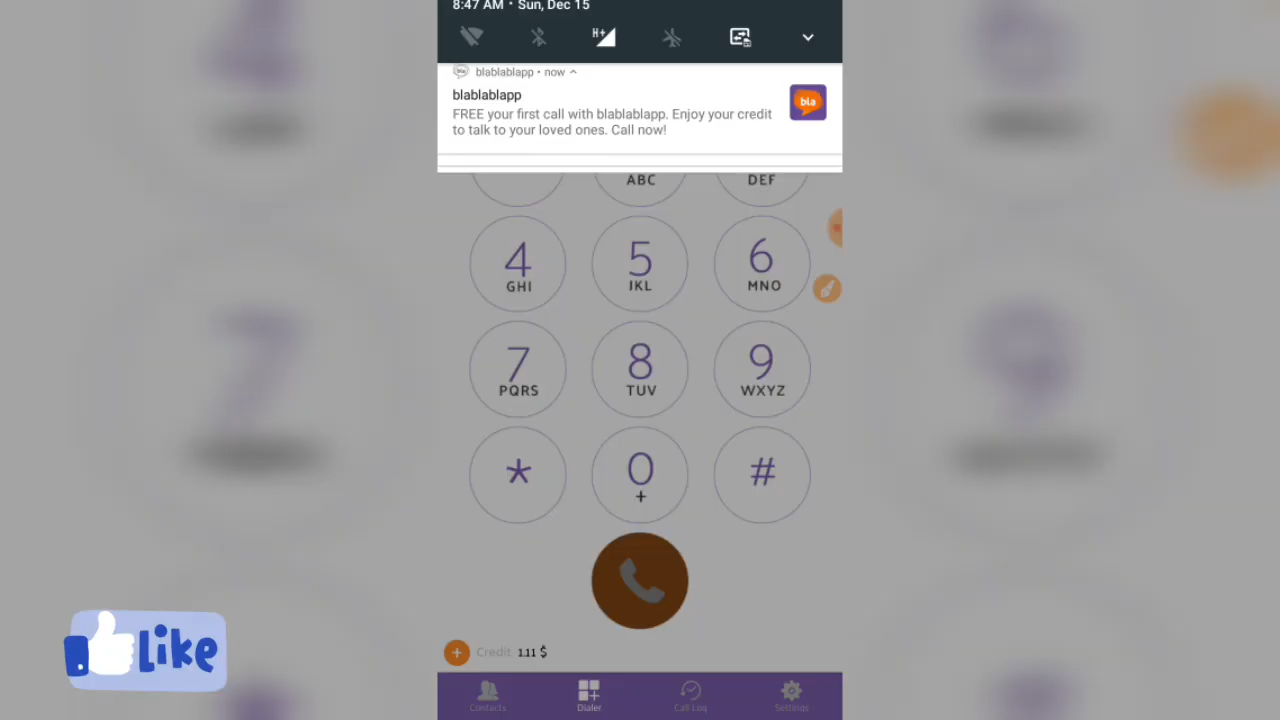 8:47 AM • Sun, Dec 15
H+
blablablapp • now
blablablapp
FREE your first call with blablablapp. Enjoy your credit
to talk to your loved ones. Call now!
bla
ABC DEF
4 5 6
GHI JKL MNO
7 8 9
PQRS TUV WXYZ
* 0 #
+
Credit 1.11 $
Contacts Dialer Call Log Settings
Like